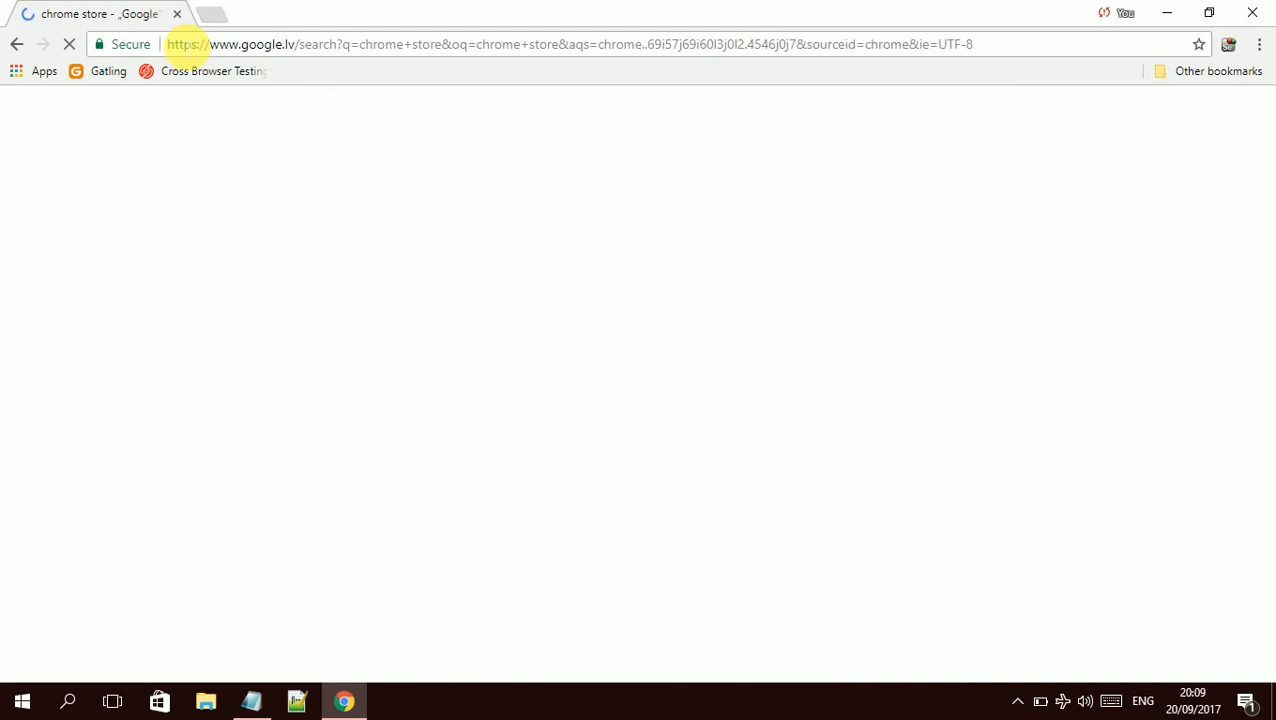 chrome store - „Google"
You
Secure
https://www.google.lv/search?q=chrome+store&oq=chrome+store&aqs=chrome..69i57j69i60l3j0l2.4546j0j7&sourceid=chrome&ie=UTF-8
Apps
Gatling
Cross Browser Testing
Other bookmarks
ENG
20:09
20/09/2017
1